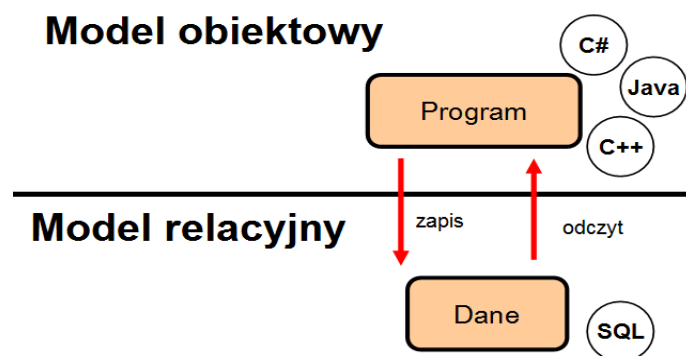 Model obiektowy
C#
Java
Program
C++
Model relacyjny
zapis
odczyt
Dane
SQL